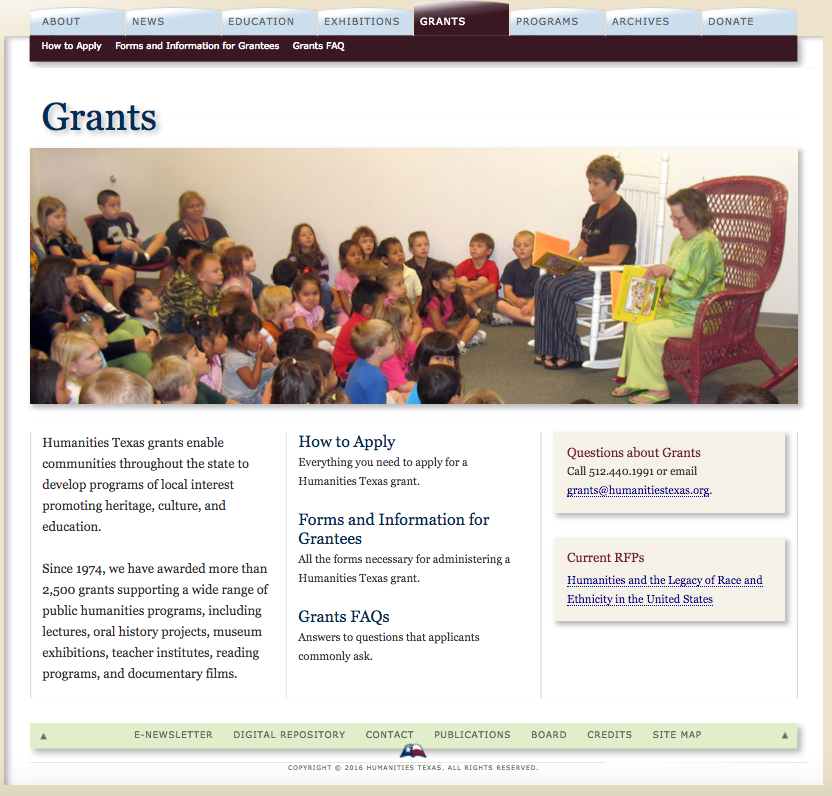 ABOUT NEWS EDUCATION EXHIBITIONS GRANTS PROGRAMS ARCHIVES DONATE
How to Apply Forms and Information for Grantees Grants FAQ
Grants
Humanities Texas grants enable
communities throughout the state to
develop programs of local interest
promoting heritage, culture, and
education.
Since 1974, we have awarded more than
2,500 grants supporting a wide range of
public humanities programs, including
lectures, oral history projects, museum
exhibitions, teacher institutes, reading
programs, and documentary films.
How to Apply
Everything you need to apply for a
Humanities Texas grant.
Forms and Information for
Grantees
All the forms necessary for administering a
Humanities Texas grant.
Grants FAQs
Answers to questions that applicants
commonly ask.
Questions about Grants
Call 512.440.1991 or email
grants@humanitiestexas.org.
Current RFPs
Humanities and the Legacy of Race and
Ethnicity in the United States
E-NEWSLETTER DIGITAL REPOSITORY CONTACT PUBLICATIONS BOARD CREDITS SITE MAP
COPYRIGHT © 2016 HUMANITIES TEXAS. ALL RIGHTS RESERVED.